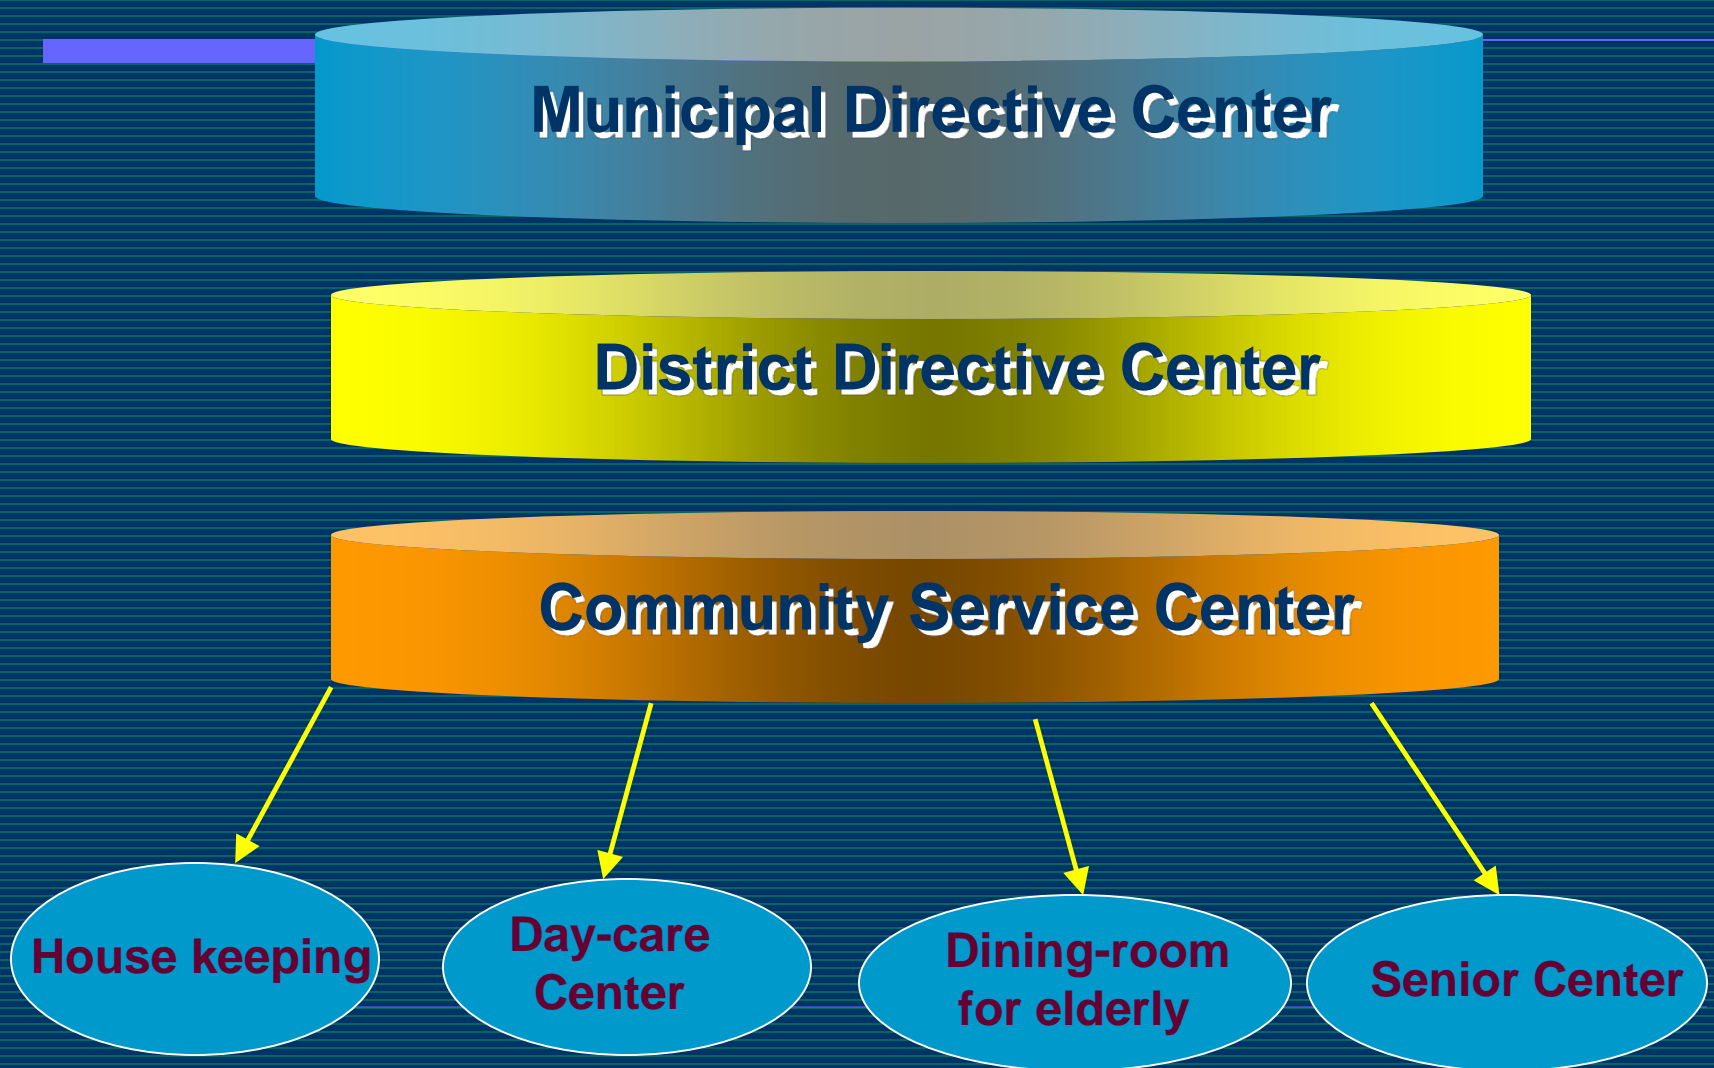 Municipal Directive Center
District Directive Center
Community Service Center
House keeping
Day-care
Center
Dining-room
for elderly
Senior Center